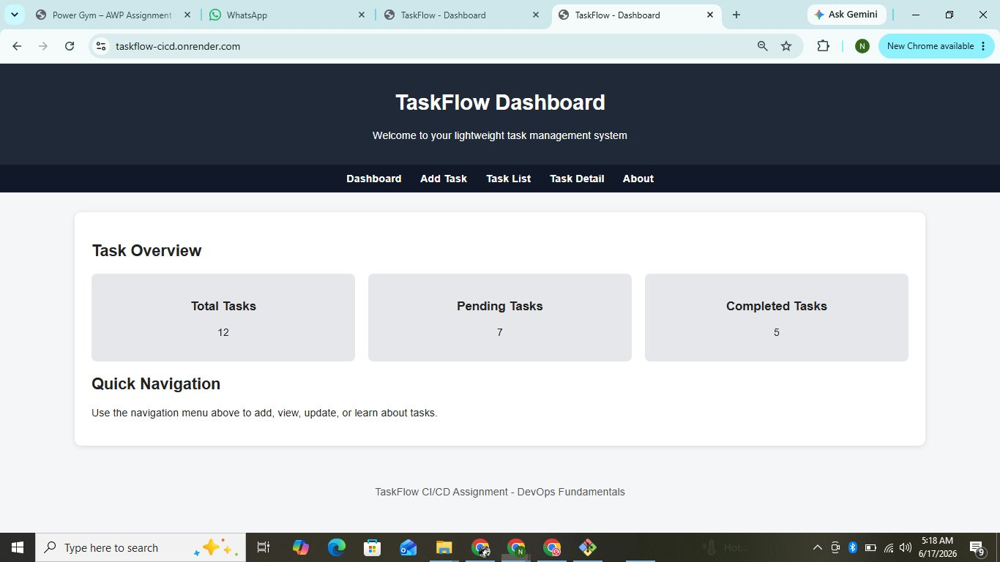 Power Gym – AWP Assignment
WhatsApp
TaskFlow - Dashboard
TaskFlow - Dashboard
Ask Gemini
taskflow-cicd.onrender.com
N
New Chrome available
TaskFlow Dashboard
Welcome to your lightweight task management system
Dashboard Add Task Task List Task Detail About
Task Overview
Total Tasks
12
Pending Tasks
7
Completed Tasks
5
Quick Navigation
Use the navigation menu above to add, view, update, or learn about tasks.
TaskFlow CI/CD Assignment - DevOps Fundamentals
Type here to search
N
Hot...
5:18 AM
6/17/2026
9